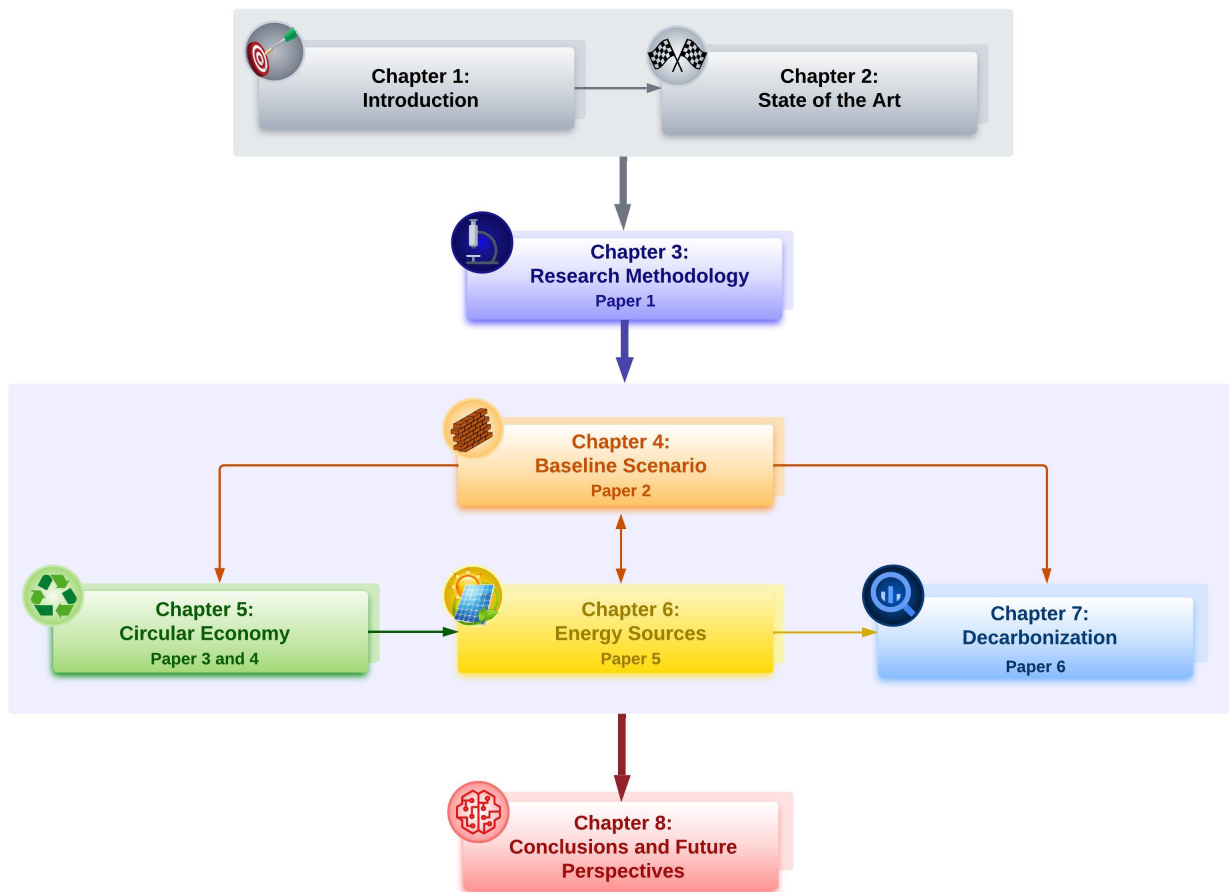 Chapter 1:
Introduction
Chapter 2:
State of the Art
Chapter 3:
Research Methodology
Paper 1
Chapter 4:
Baseline Scenario
Paper 2
Chapter 5:
Circular Economy
Paper 3 and 4
Chapter 6:
Energy Sources
Paper 5
Chapter 7:
Decarbonization
Paper 6
Chapter 8:
Conclusions and Future
Perspectives